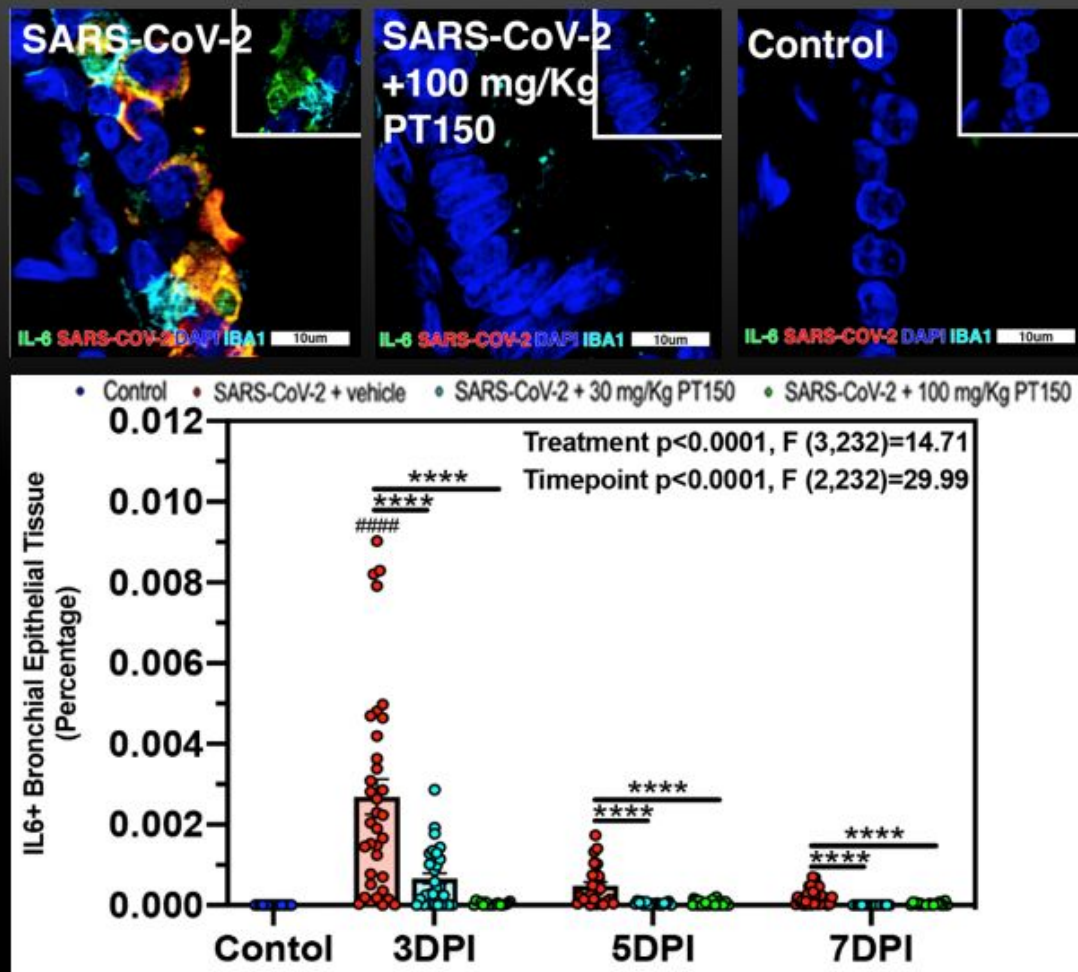 SARS-CoV-2
IL-6 SARS-COV-2 DAPI IBA1 10um
SARS-CoV-2
+100 mg/Kg
PT150
IL-6 SARS-COV-2 DAPI IBA1 10um
Control
IL-6 SARS-COV-2 DAPI IBA1 10um
Control SARS-CoV-2 + vehicle SARS-CoV-2 + 30 mg/Kg PT150 SARS-CoV-2 + 100 mg/Kg PT150
Treatment p<0.0001, F (3,232)=14.71
Timepoint p<0.0001, F (2,232)=29.99
IL6+ Bronchial Epithelial Tissue
(Percentage)
0.012
0.010
0.008
0.006
0.004
0.002
0.000
****
****
####
****
****
****
****
Contol 3DPI 5DPI 7DPI